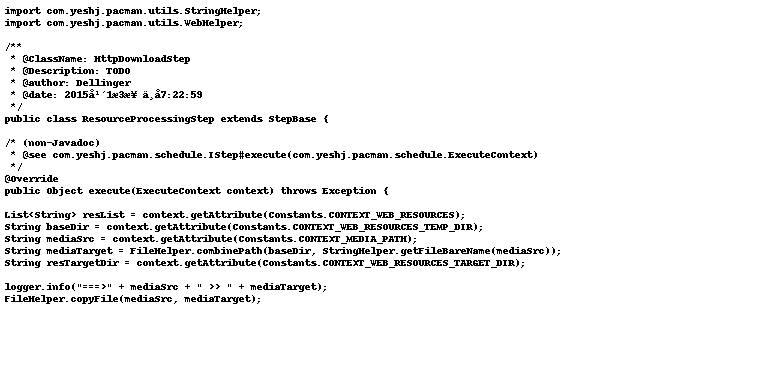 import com.yeshj.pacman.utils.StringHelper;
import com.yeshj.pacman.utils.WebHelper;

/**
 * @ClassName: HttpDownloadStep
 * @Description: TODO
 * @author: Dellinger
 * @date: 2015å¹´1æ3æ¥ ä¸å7:22:59
 */
public class ResourceProcessingStep extends StepBase {

/* (non-Javadoc)
 * @see com.yeshj.pacman.schedule.IStep#execute(com.yeshj.pacman.schedule.ExecuteContext)
 */
@Override
public Object execute(ExecuteContext context) throws Exception {

List<String> resList = context.getAttribute(Constants.CONTEXT_WEB_RESOURCES);
String baseDir = context.getAttribute(Constants.CONTEXT_WEB_RESOURCES_TEMP_DIR);
String mediaSrc = context.getAttribute(Constants.CONTEXT_MEDIA_PATH);
String mediaTarget = FileHelper.combinePath(baseDir, StringHelper.getFileBareName(mediaSrc));
String resTargetDir = context.getAttribute(Constants.CONTEXT_WEB_RESOURCES_TARGET_DIR);

logger.info("===>" + mediaSrc + " >> " + mediaTarget);
FileHelper.copyFile(mediaSrc, mediaTarget);